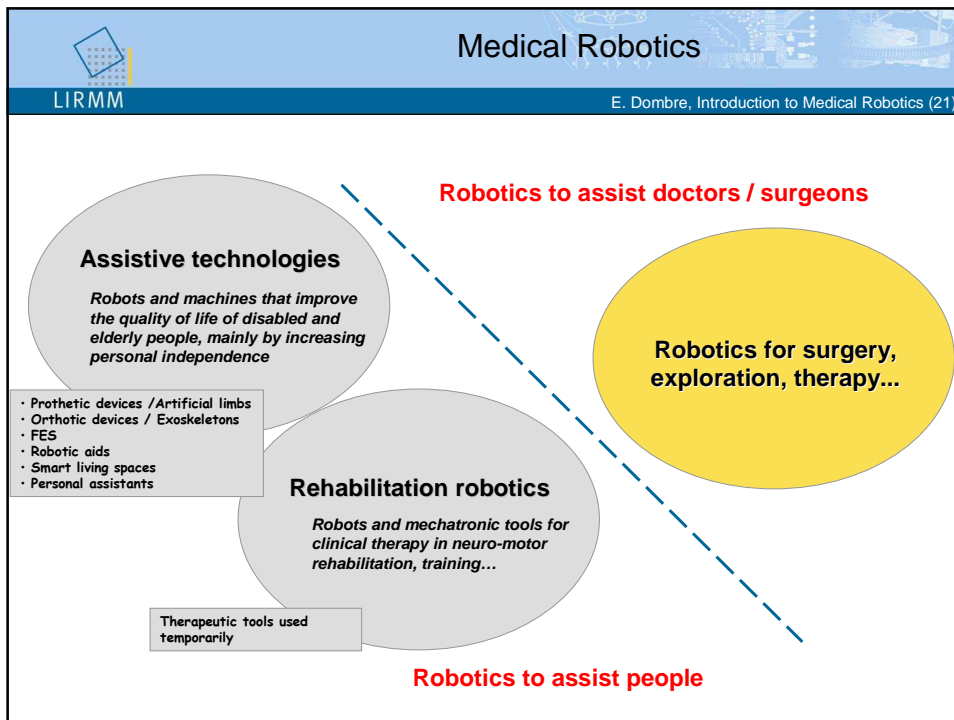 Medical Robotics
LIRMM
E. Dombre, Introduction to Medical Robotics (21)
Robotics to assist doctors / surgeons
Assistive technologies
Robots and machines that improve
the quality of life of disabled and
elderly people, mainly by increasing
personal independence
Robotics for surgery,
exploration, therapy...
· Prothetic devices /Artificial limbs
· Orthotic devices / Exoskeletons
· FES
· Robotic aids
· Smart living spaces
· Personal assistants
Rehabilitation robotics
Robots and mechatronic tools for
clinical therapy in neuro-motor
rehabilitation, training…
Therapeutic tools used
temporarily
Robotics to assist people